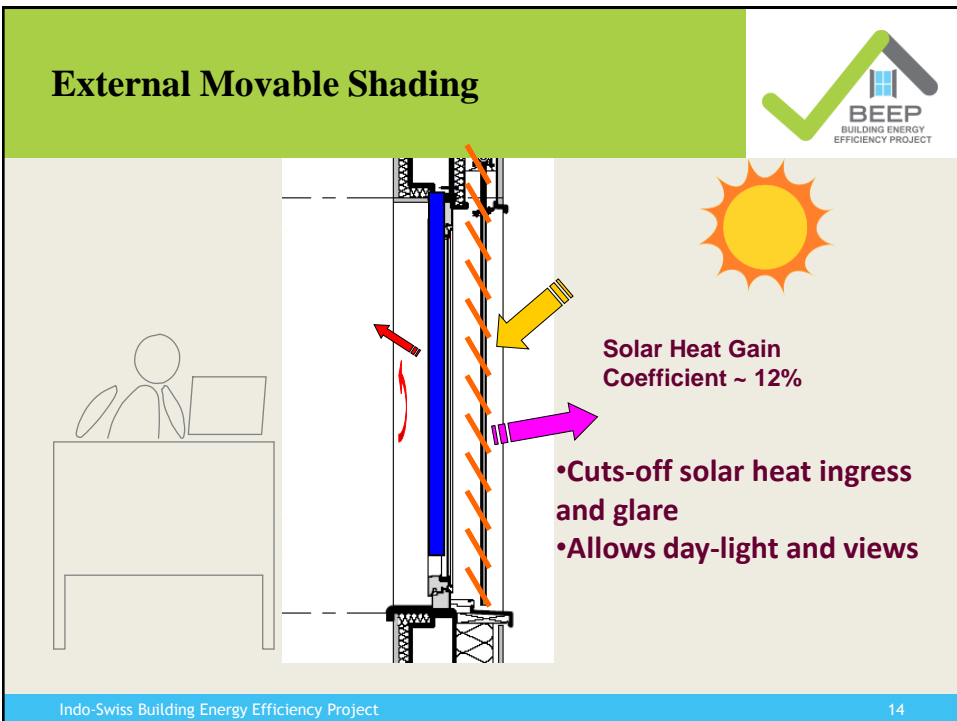 External Movable Shading
BEEP
BUILDING ENERGY
EFFICIENCY PROJECT
Solar Heat Gain
Coefficient ~ 12%
•Cuts-off solar heat ingress
and glare
•Allows day-light and views
Indo-Swiss Building Energy Efficiency Project
14